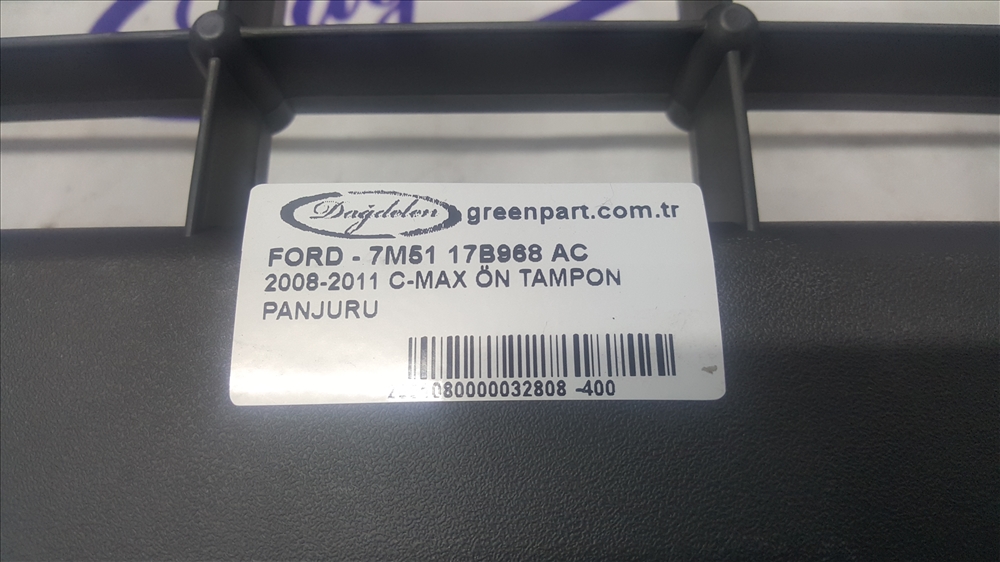 Dağdelen greenpart.com.tr
FORD - 7M51 17B968 AC
2008-2011 C-MAX ÖN TAMPON
PANJURU
080000032808 -400